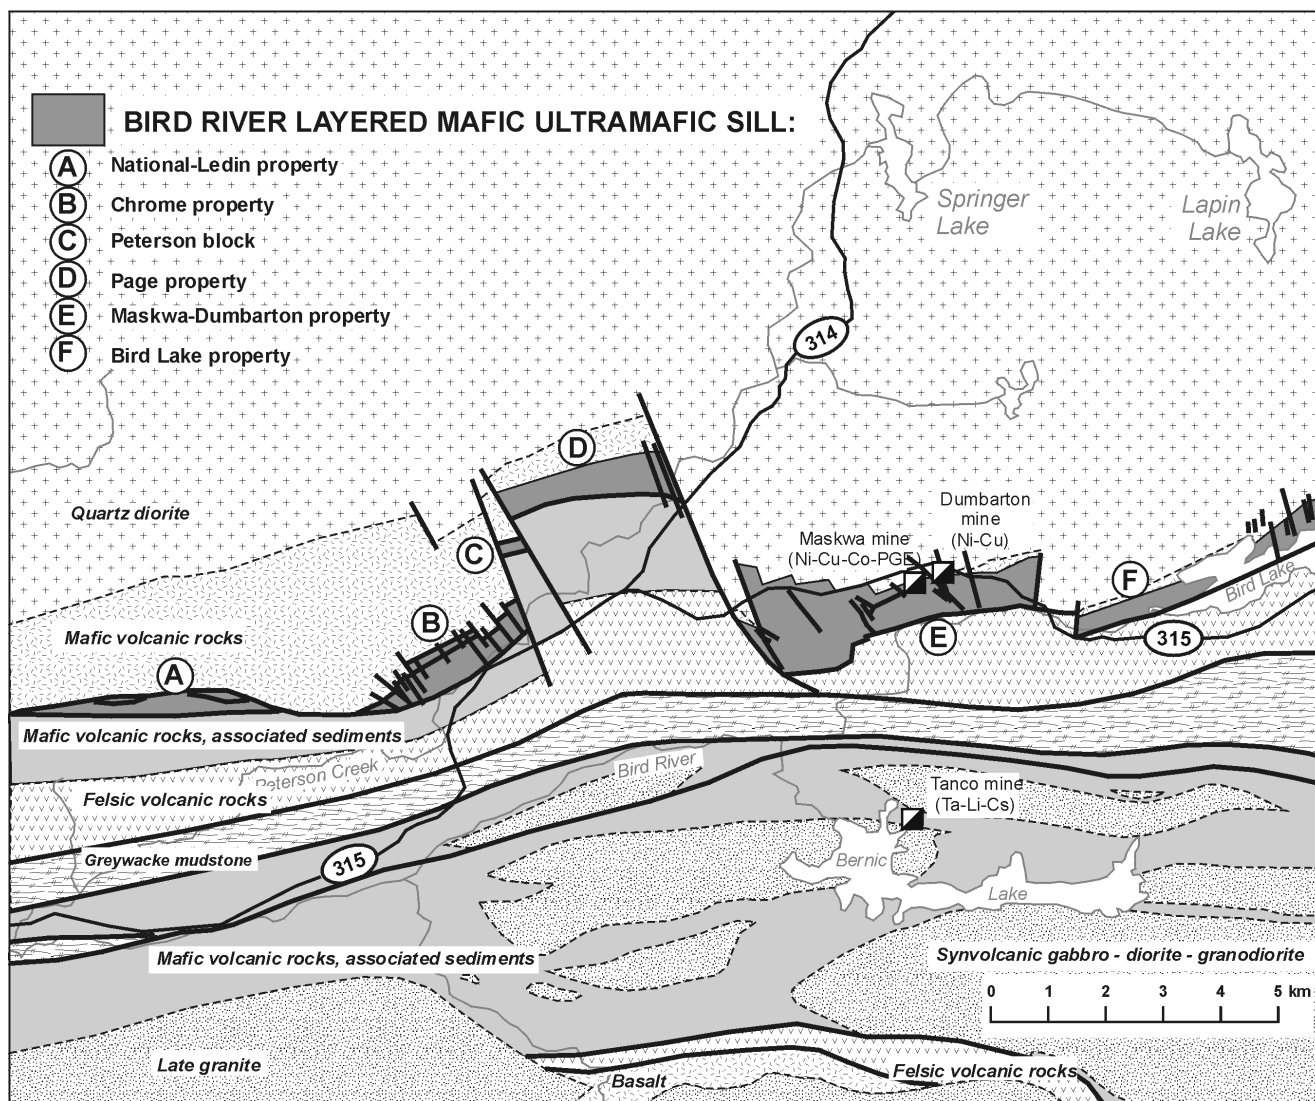 BIRD RIVER LAYERED MAFIC ULTRAMAFIC SILL:
A National-Ledin property
B Chrome property
C Peterson block
D Page property
E Maskwa-Dumbarton property
F Bird Lake property
Springer
Lake
Lapin
Lake
314
D
Quartz diorite
Dumbarton
mine
(Ni-Cu)
Maskwa mine
(Ni-Cu-Co-PGE)
C
F
Bird Lake
B
Mafic volcanic rocks
E
315
A
Mafic volcanic rocks, associated sediments
Peterson Creek
Bird River
Felsic volcanic rocks
Tanco mine
(Ta-Li-Cs)
Greywacke mudstone
315
Bernic
Lake
Mafic volcanic rocks, associated sediments
Synvolcanic gabbro - diorite - granodiorite
0 1 2 3 4 5 km
Late granite
Basalt
Felsic volcanic rocks